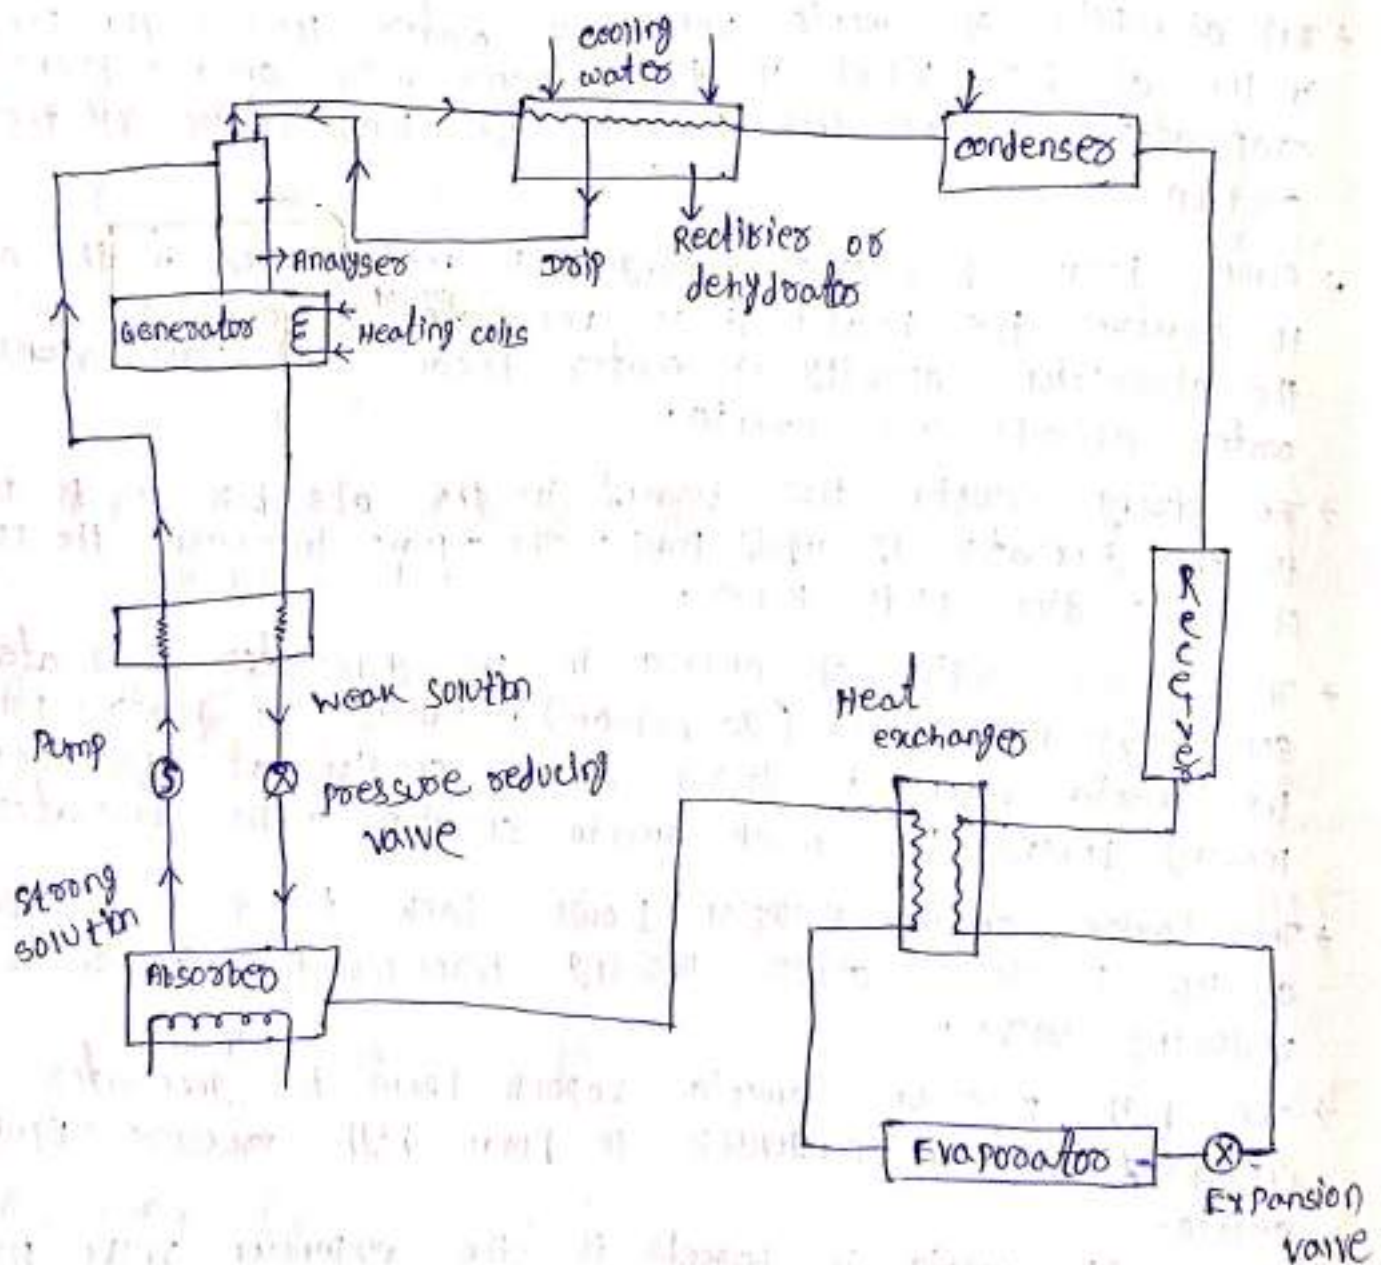 cooling
water
condenser
Rectifier or
dehydrator
Drip
Analyser
Generator
Heating coils
Receiver
weak solution
Heat
exchanger
Pump
pressure reducing
valve
Strong
solution
Absorber
Evaporator
Expansion
valve